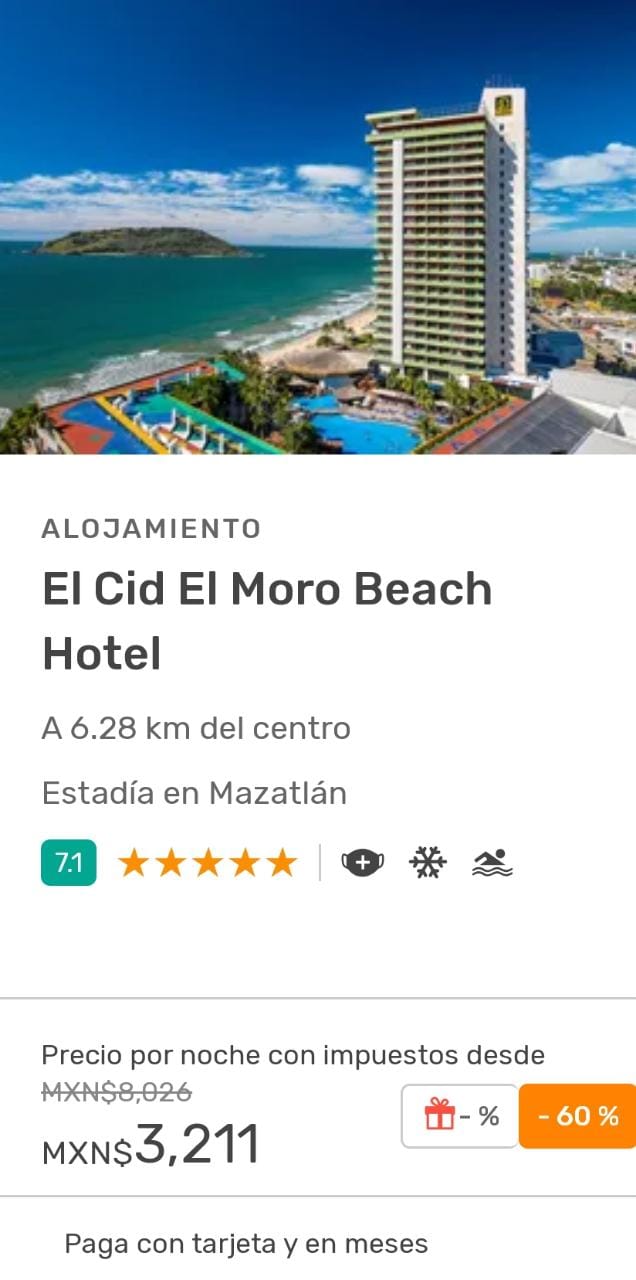 ALOJAMIENTO
El Cid El Moro Beach
Hotel
A 6.28 km del centro
Estadía en Mazatlán
7.1
Precio por noche con impuestos desde
MXN$8,026
- %
- 60 %
MXN$3,211
Paga con tarjeta y en meses